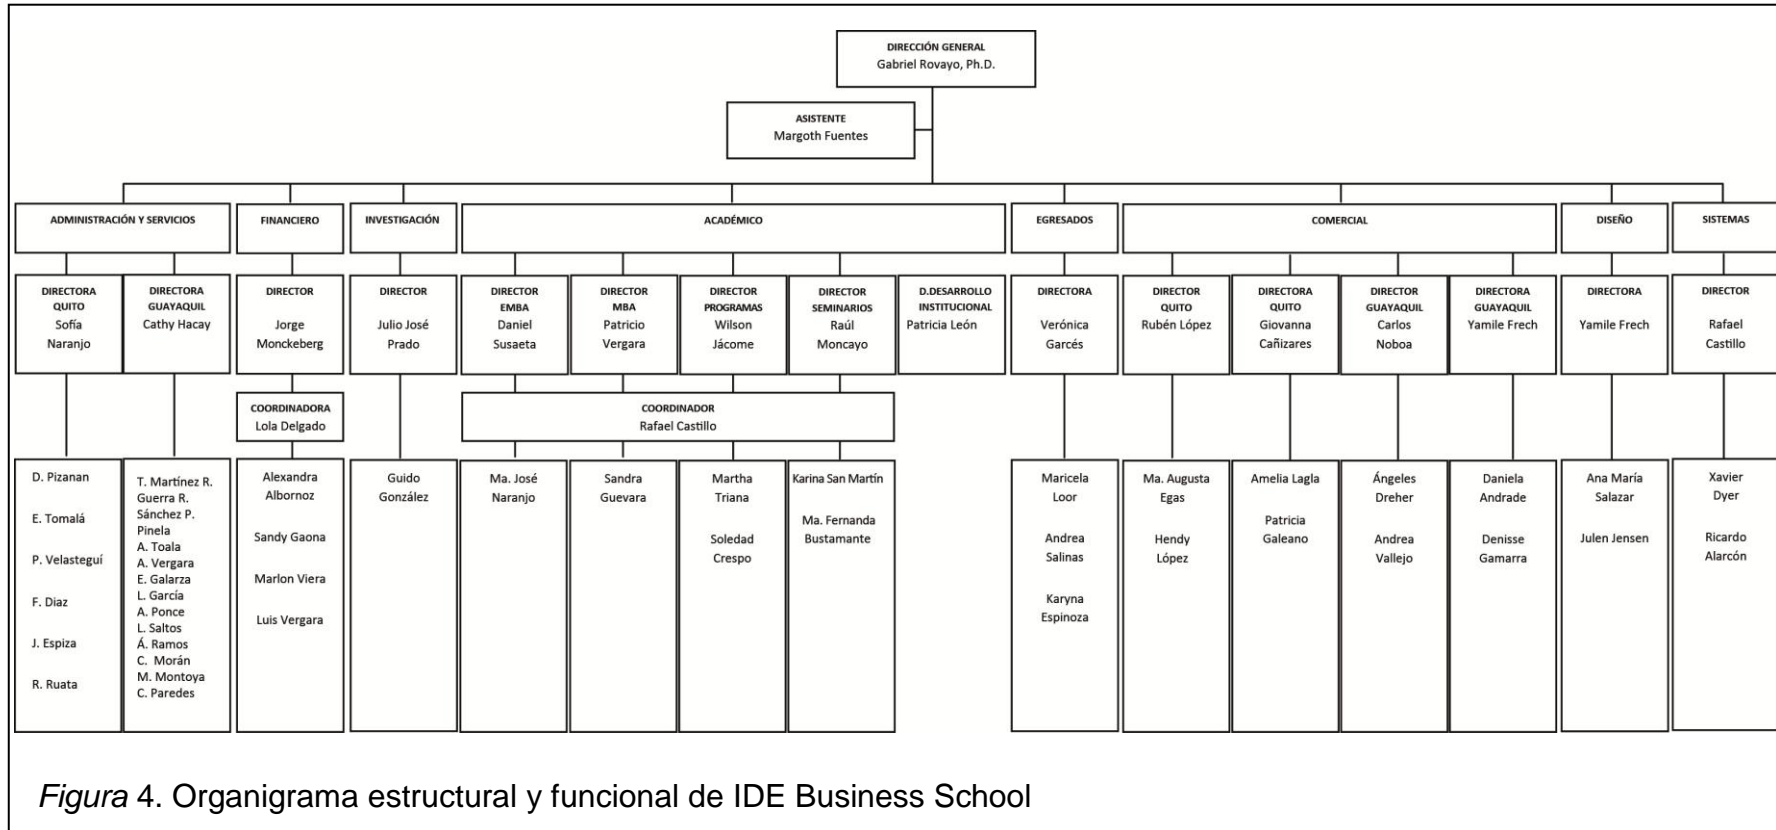 DIRECCIÓN GENERAL
Gabriel Rovayo, Ph.D.
ASISTENTE
Margoth Fuentes
ADMINISTRACIÓN Y SERVICIOS
FINANCIERO
INVESTIGACIÓN
ACADÉMICO
EGRESADOS
COMERCIAL
DISEÑO
SISTEMAS
DIRECTORA
QUITO
Sofía
Naranjo
DIRECTORA
GUAYAQUIL
Cathy Hacay
DIRECTOR
Jorge
Monckeberg
DIRECTOR
Julio José
Prado
DIRECTOR
EMBA
Daniel
Susaeta
DIRECTOR
MBA
Patricio
Vergara
DIRECTOR
PROGRAMAS
Wilson
Jácome
DIRECTOR
SEMINARIOS
Raúl
Moncayo
D.DESARROLLO
INSTITUCIONAL
Patricia León
DIRECTORA
Verónica
Garcés
DIRECTOR
QUITO
Rubén López
DIRECTORA
QUITO
Giovanna
Cañizares
DIRECTOR
GUAYAQUIL
Carlos
Noboa
DIRECTORA
GUAYAQUIL
Yamile Frech
DIRECTORA
Yamile Frech
DIRECTOR
Rafael
Castillo
COORDINADORA
Lola Delgado
COORDINADOR
Rafael Castillo
D. Pizanan
E. Tomalá
P. Velasteguí
F. Diaz
J. Espiza
R. Ruata
T. Martínez R.
Guerra R.
Sánchez P.
Pinela
A. Toala
A. Vergara
E. Galarza
L. García
A. Ponce
L. Saltos
Á. Ramos
C. Morán
M. Montoya
C. Paredes
Alexandra
Albornoz
Sandy Gaona
Marlon Viera
Luis Vergara
Guido
González
Ma. José
Naranjo
Sandra
Guevara
Martha
Triana
Soledad
Crespo
Karina San Martín
Ma. Fernanda
Bustamante
Maricela
Loor
Andrea
Salinas
Karyna
Espinoza
Ma. Augusta
Egas
Hendy
López
Amelia Lagla
Patricia
Galeano
Ángeles
Dreher
Andrea
Vallejo
Daniela
Andrade
Denisse
Gamarra
Ana María
Salazar
Julen Jensen
Xavier
Dyer
Ricardo
Alarcón
Figura 4. Organigrama estructural y funcional de IDE Business School